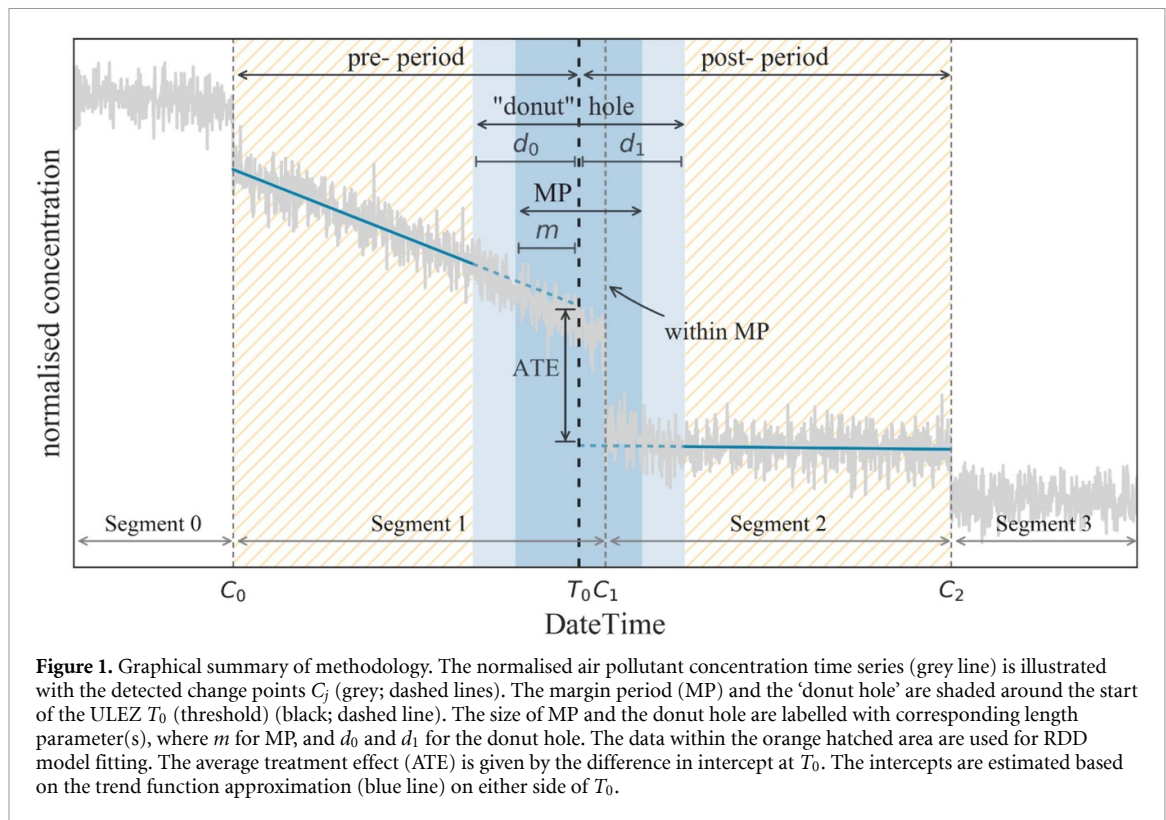 pre- period
post- period
"donut" hole
d0
d1
MP
m
within MP
ATE
normalised concentration
Segment 0
Segment 1
Segment 2
Segment 3
C0
T0 C1
C2
DateTime
Figure 1. Graphical summary of methodology. The normalised air pollutant concentration time series (grey line) is illustrated
with the detected change points Cj (grey; dashed lines). The margin period (MP) and the ‘donut hole’ are shaded around the start
of the ULEZ T0 (threshold) (black; dashed line). The size of MP and the donut hole are labelled with corresponding length
parameter(s), where m for MP, and d0 and d1 for the donut hole. The data within the orange hatched area are used for RDD
model fitting. The average treatment effect (ATE) is given by the difference in intercept at T0. The intercepts are estimated based
on the trend function approximation (blue line) on either side of T0.